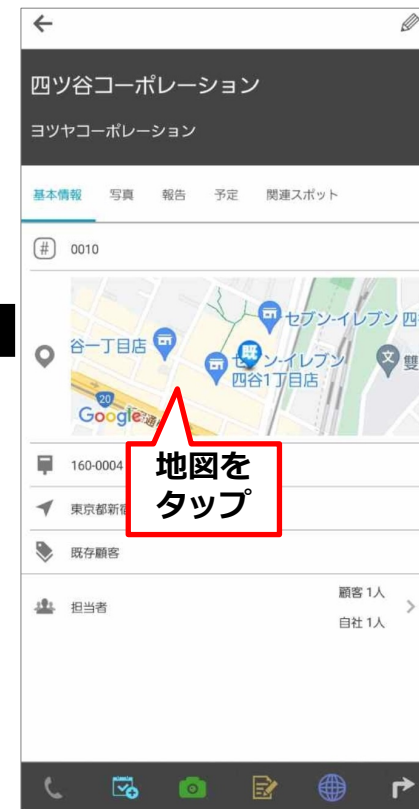 四ツ谷コーポレーション
ヨツヤコーポレーション
基本情報 写真 報告 予定 関連スポット
# 0010
セブン-イレブン 四
谷一丁目店
既
セブン-イレブン
四谷1丁目店
文 雙
20
Google
地図を
タップ
160-0004
東京都新宿
既存顧客
担当者
顧客 1人
自社 1人